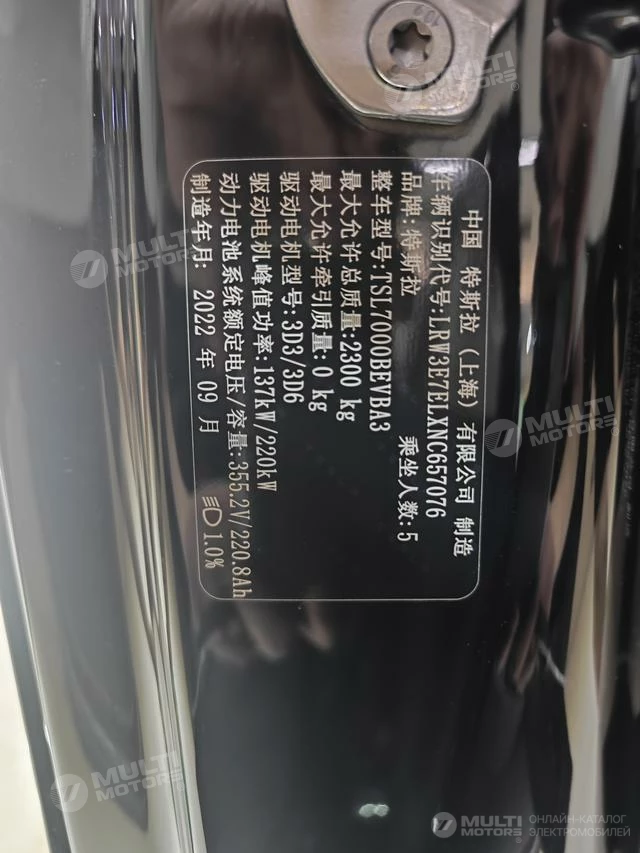 中国 特斯拉 (上海) 有限公司 制造
车辆识别代号:LRW3E7ELXNC657076
品牌:特斯拉 乘坐人数:5
整车型号:TSL7000BEVBA3
最大允许总质量:2300 kg
最大允许牵引质量:0 kg
驱动电机型号:3D3/3D6
驱动电机峰值功率:137kW/220kW
动力电池系统额定电压/容量:355.2V/220.8Ah
制造年月: 2022 年 09 月 1.0%
109
MULTI MOTORS®
MULTI MOTORS
MULTI MOTORS®
MULTI MOTORS
MULTI MOTORS® ОНЛАЙН-КАТАЛОГ ЭЛЕКТРОМОБИЛЕЙ